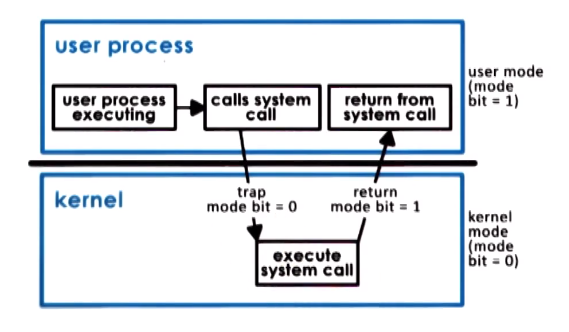 user process
user process
executing
calls system
call
return from
system call
user mode
(mode
bit = 1)
kernel
trap
mode bit = 0
return
mode bit = 1
execute
system call
kernel
mode
(mode
bit = 0)